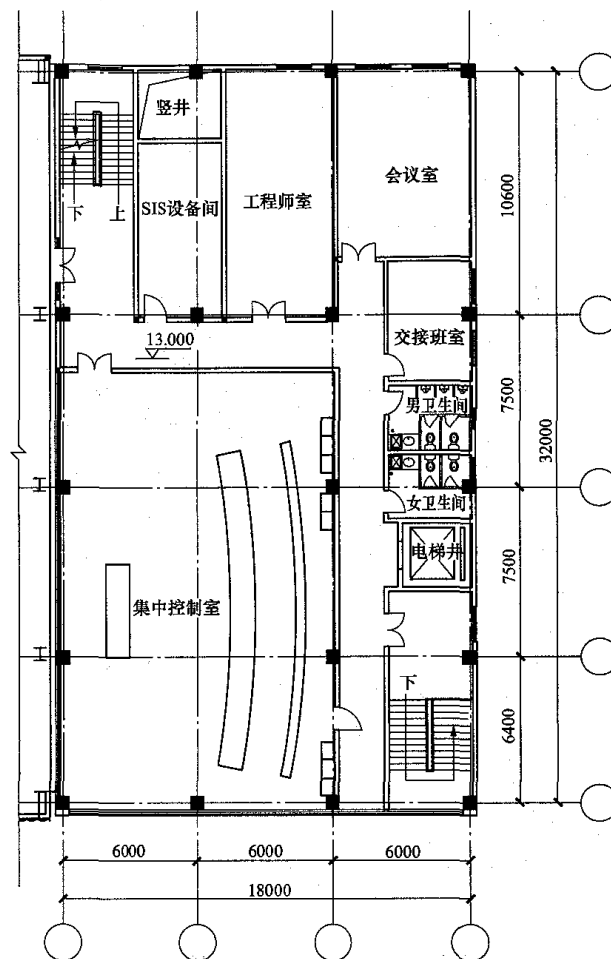 竖井
会议室
SIS设备间
工程师室
下
上
10600
13.000
交接班室
7500
男卫生间
32000
女卫生间
电梯井
7500
集中控制室
下
6400
6000
6000
6000
18000